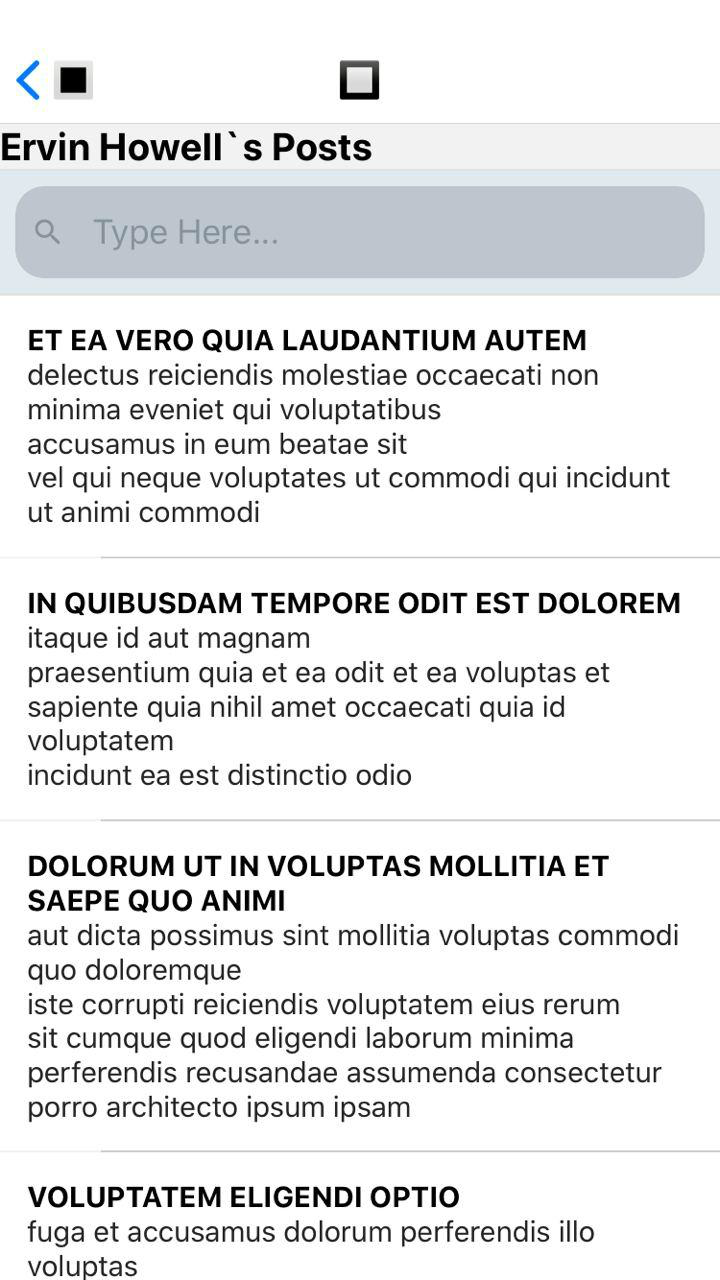 Ervin Howell`s Posts
Type Here...
ET EA VERO QUIA LAUDANTIUM AUTEM
delectus reiciendis molestiae occaecati non
minima eveniet qui voluptatibus
accusamus in eum beatae sit
vel qui neque voluptates ut commodi qui incidunt
ut animi commodi
IN QUIBUSDAM TEMPORE ODIT EST DOLOREM
itaque id aut magnam
praesentium quia et ea odit et ea voluptas et
sapiente quia nihil amet occaecati quia id
voluptatem
incidunt ea est distinctio odio
DOLORUM UT IN VOLUPTAS MOLLITIA ET
SAEPE QUO ANIMI
aut dicta possimus sint mollitia voluptas commodi
quo doloremque
iste corrupti reiciendis voluptatem eius rerum
sit cumque quod eligendi laborum minima
perferendis recusandae assumenda consectetur
porro architecto ipsum ipsam
VOLUPTATEM ELIGENDI OPTIO
fuga et accusamus dolorum perferendis illo
voluptas